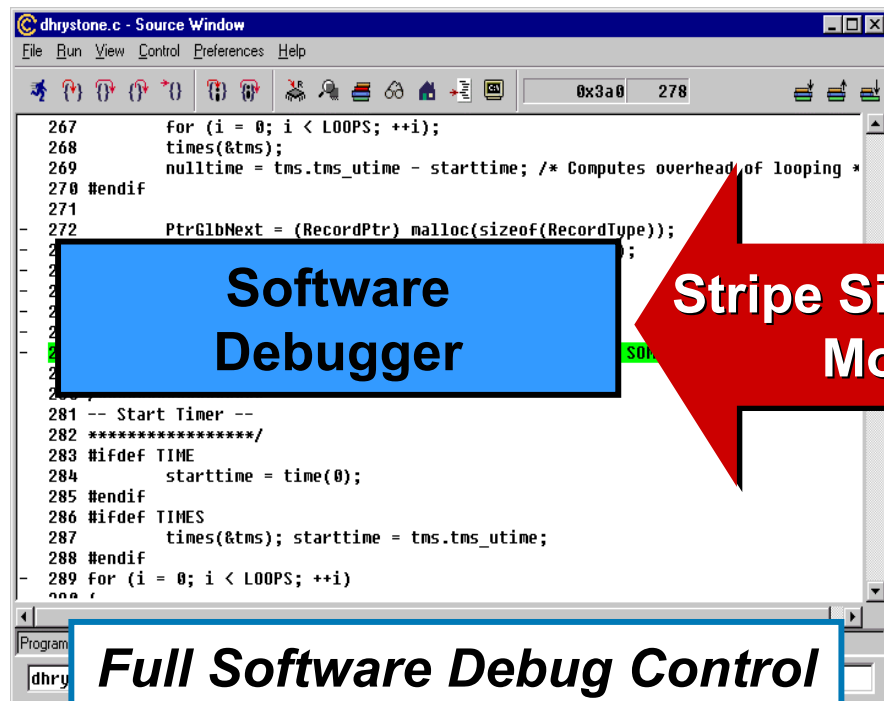 dhrystone.c - Source Window
File Run View Control Preferences Help
0x3a0 278
267 for (i = 0; i < LOOPS; ++i);
268 times(&tms);
269 nulltime = tms.tms_utime - starttime; /* Computes overhead of looping *
270 #endif
271
- 272 PtrGlbNext = (RecordPtr) malloc(sizeof(RecordType));
Software
Debugger
Stripe Si
Mo
281 -- Start Timer --
282 *****************/
283 #ifdef TIME
284 starttime = time(0);
285 #endif
286 #ifdef TIMES
287 times(&tms); starttime = tms.tms_utime;
288 #endif
- 289 for (i = 0; i < LOOPS; ++i)
Program
Full Software Debug Control
dhry